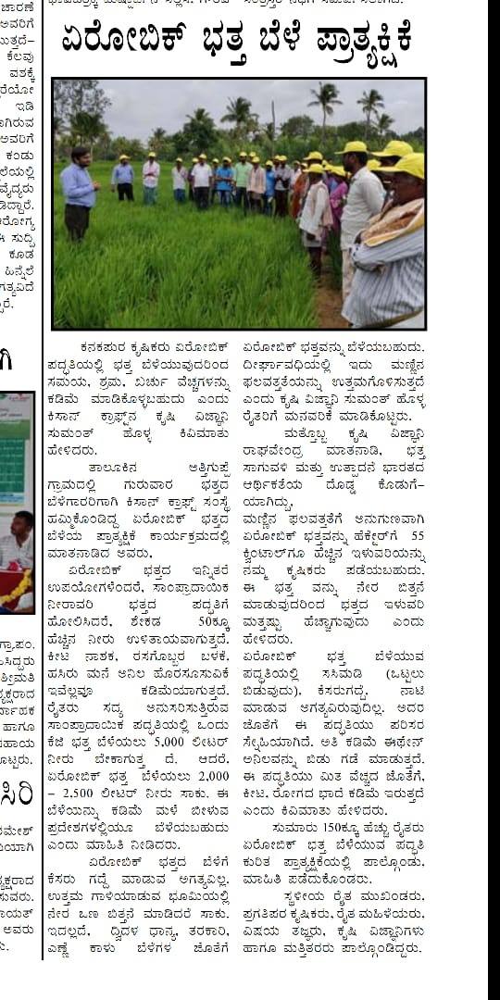 ಏರೋಬಿಕ್ ಭತ್ತ ಬೆಳೆ ಪ್ರಾತ್ಯಕ್ಷಿಕೆ
ಕನಕಪುರ ಕೃಷಿಕರು ಏರೋಬಿಕ್
ಪದ್ಧತಿಯಲ್ಲಿ ಭತ್ತ ಬೆಳೆಯುವುದರಿಂದ
ಸಮಯ, ಶ್ರಮ, ಖರ್ಚು ವೆಚ್ಚಗಳನ್ನು
ಕಡಿಮೆ ಮಾಡಿಕೊಳ್ಳಬಹುದು ಎಂದು
ಕಿಸಾನ್ ಕ್ರಾಫ್ಟ್‌ನ ಕೃಷಿ ವಿಜ್ಞಾನಿ
ಸುಮಂತ್ ಹೊಳ್ಳ ಕಿವಿಮಾತು
ಹೇಳಿದರು.
ತಾಲೂಕಿನ ಅತ್ತಿಗುಪ್ಪೆ
ಗ್ರಾಮದಲ್ಲಿ ಗುರುವಾರ ಭತ್ತದ
ಬೆಳೆಗಾರರಿಗಾಗಿ ಕಿಸಾನ್ ಕ್ರಾಫ್ಟ್ ಸಂಸ್ಥೆ
ಹಮ್ಮಿಕೊಂಡಿದ್ದ ಏರೋಬಿಕ್ ಭತ್ತದ
ಬೆಳೆಯ ಪ್ರಾತ್ಯಕ್ಷಿಕೆ ಕಾರ್ಯಕ್ರಮದಲ್ಲಿ
ಮಾತನಾಡಿದ ಅವರು,
ಏರೋಬಿಕ್ ಭತ್ತದ ಇನ್ನಿತರೆ
ಉಪಯೋಗಳೆಂದರೆ, ಸಾಂಪ್ರಾದಾಯಿಕ
ನೀರಾವರಿ ಭತ್ತದ ಪದ್ಧತಿಗೆ
ಹೋಲಿಸಿದರೆ, ಶೇಕಡ 50ಕ್ಕೂ
ಹೆಚ್ಚಿನ ನೀರು ಉಳಿತಾಯವಾಗುತ್ತದೆ.
ಕೀಟ ನಾಶಕ, ರಸಗೊಬ್ಬರ ಬಳಕೆ,
ಹಸಿರು ಮನೆ ಅನಿಲ ಹೊರಸೂಸುವಿಕೆ
ಇವೆಲ್ಲವೂ ಕಡಿಮೆಯಾಗುತ್ತದೆ.
ರೈತರು ಸದ್ಯ ಅನುಸರಿಸುತ್ತಿರುವ
ಸಾಂಪ್ರಾದಾಯಿಕ ಪದ್ಧತಿಯಲ್ಲಿ ಒಂದು
ಕೆಜಿ ಭತ್ತ ಬೆಳೆಯಲು 5,000 ಲೀಟರ್
ನೀರು ಬೇಕಾಗುತ್ತ ದೆ. ಆದರೆ,
ಏರೋಬಿಕ್ ಭತ್ತ ಬೆಳೆಯಲು 2,000
– 2,500 ಲೀಟರ್ ನೀರು ಸಾಕು. ಈ
ಬೆಳೆಯನ್ನು ಕಡಿಮೆ ಮಳೆ ಬೀಳುವ
ಪ್ರದೇಶಗಳಲ್ಲಿಯೂ ಬೆಳೆಯಬಹುದು
ಎಂದು ಮಾಹಿತಿ ನೀಡಿದರು.
ಏರೋಬಿಕ್ ಭತ್ತದ ಬೆಳೆಗೆ
ಕೆಸರು ಗದ್ದೆ ಮಾಡುವ ಅಗತ್ಯವಿಲ್ಲ.
ಉತ್ತಮ ಗಾಳಿಯಾಡುವ ಭೂಮಿಯಲ್ಲಿ
ನೇರ ಒಣ ಬಿತ್ತನೆ ಮಾಡಿದರೆ ಸಾಕು.
ಇದಲ್ಲದೆ, ದ್ವಿದಳ ಧಾನ್ಯ, ತರಕಾರಿ,
ಎಣ್ಣೆ ಕಾಳು ಬೆಳೆಗಳ ಜೊತೆಗೆ
ಏರೋಬಿಕ್ ಭತ್ತವನ್ನು ಬೆಳೆಯಬಹುದು.
ದೀರ್ಘಾವಧಿಯಲ್ಲಿ ಇದು ಮಣ್ಣಿನ
ಫಲವತ್ತತೆಯನ್ನು ಉತ್ತಮಗೊಳಿಸುತ್ತದೆ
ಎಂದು ಕೃಷಿ ವಿಜ್ಞಾನಿ ಸುಮಂತ್ ಹೊಳ್ಳ
ರೈತರಿಗೆ ಮನವರಿಕೆ ಮಾಡಿಕೊಟ್ಟರು.
ಮತ್ತೊಬ್ಬ ಕೃಷಿ ವಿಜ್ಞಾನಿ
ರಾಘವೇಂದ್ರ ಮಾತನಾಡಿ, ಭತ್ತ
ಸಾಗುವಳಿ ಮತ್ತು ಉತ್ಪಾದನೆ ಭಾರತದ
ಆರ್ಥಿಕತೆಯ ದೊಡ್ಡ ಕೊಡುಗೆ–
ಯಾಗಿದ್ದು,
ಮಣ್ಣಿನ ಫಲವತ್ತತೆಗೆ ಅನುಗುಣವಾಗಿ
ಏರೋಬಿಕ್ ಭತ್ತವನ್ನು ಹೆಕ್ಟೇರ್‌ಗೆ 55
ಕ್ವಿಂಟಾಲ್‌ಗೂ ಹೆಚ್ಚಿನ ಇಳುವರಿಯನ್ನು
ನಮ್ಮ ಕೃಷಿಕರು ಪಡೆಯಬಹುದು.
ಈ ಭತ್ತ ವನ್ನು ನೇರ ಬಿತ್ತನೆ
ಮಾಡುವುದರಿಂದ ಭತ್ತದ ಇಳುವರಿ
ಮತ್ತಷ್ಟು ಹೆಚ್ಚಾಗುವುದು ಎಂದು
ಹೇಳಿದರು.
ಏರೋಬಿಕ್ ಭತ್ತ ಬೆಳೆಯುವ
ಪದ್ಧತಿಯಲ್ಲಿ ಸಸಿಮಡಿ (ಒಟ್ಟಲು
ಬಿಡುವುದು), ಕೆಸರುಗದ್ದೆ, ನಾಟಿ
ಮಾಡುವ ಅಗತ್ಯವಿರುವುದಿಲ್ಲ. ಅದರ
ಜೊತೆಗೆ ಈ ಪದ್ಧತಿಯು ಪರಿಸರ
ಸ್ನೇಹಿಯಾಗಿದೆ. ಅತಿ ಕಡಿಮೆ ಈಥೇನ್
ಅನಿಲವನ್ನು ಬಿಡು ಗಡೆ ಮಾಡುತ್ತದೆ.
ಈ ಪದ್ಧತಿಯು ಮಿತ ವೆಚ್ಚದ ಜೊತೆಗೆ,
ಕೀಟ, ರೋಗದ ಭಾದೆ ಕಡಿಮೆ ಇರುತ್ತದೆ
ಎಂದು ಕಿವಿಮಾತು ಹೇಳಿದರು.
ಸುಮಾರು 150ಕ್ಕೂ ಹೆಚ್ಚು ರೈತರು
ಏರೋಬಿಕ್ ಭತ್ತ ಬೆಳೆಯುವ ಪದ್ಧತಿ
ಕುರಿತ ಪ್ರಾತ್ಯಕ್ಷಿಕೆಯಲ್ಲಿ ಪಾಲ್ಗೊಂಡು,
ಮಾಹಿತಿ ಪಡೆದುಕೊಂಡರು.
ಸ್ಥಳೀಯ ರೈತ ಮುಖಂಡರು,
ಪ್ರಗತಿಪರ ಕೃಷಿಕರು, ರೈತ ಮಹಿಳೆಯರು,
ವಿಷಯ ತಜ್ಞರು, ಕೃಷಿ ವಿಜ್ಞಾನಿಗಳು
ಹಾಗೂ ಮತ್ತಿತರರು ಪಾಲ್ಗೊಂಡಿದ್ದರು.